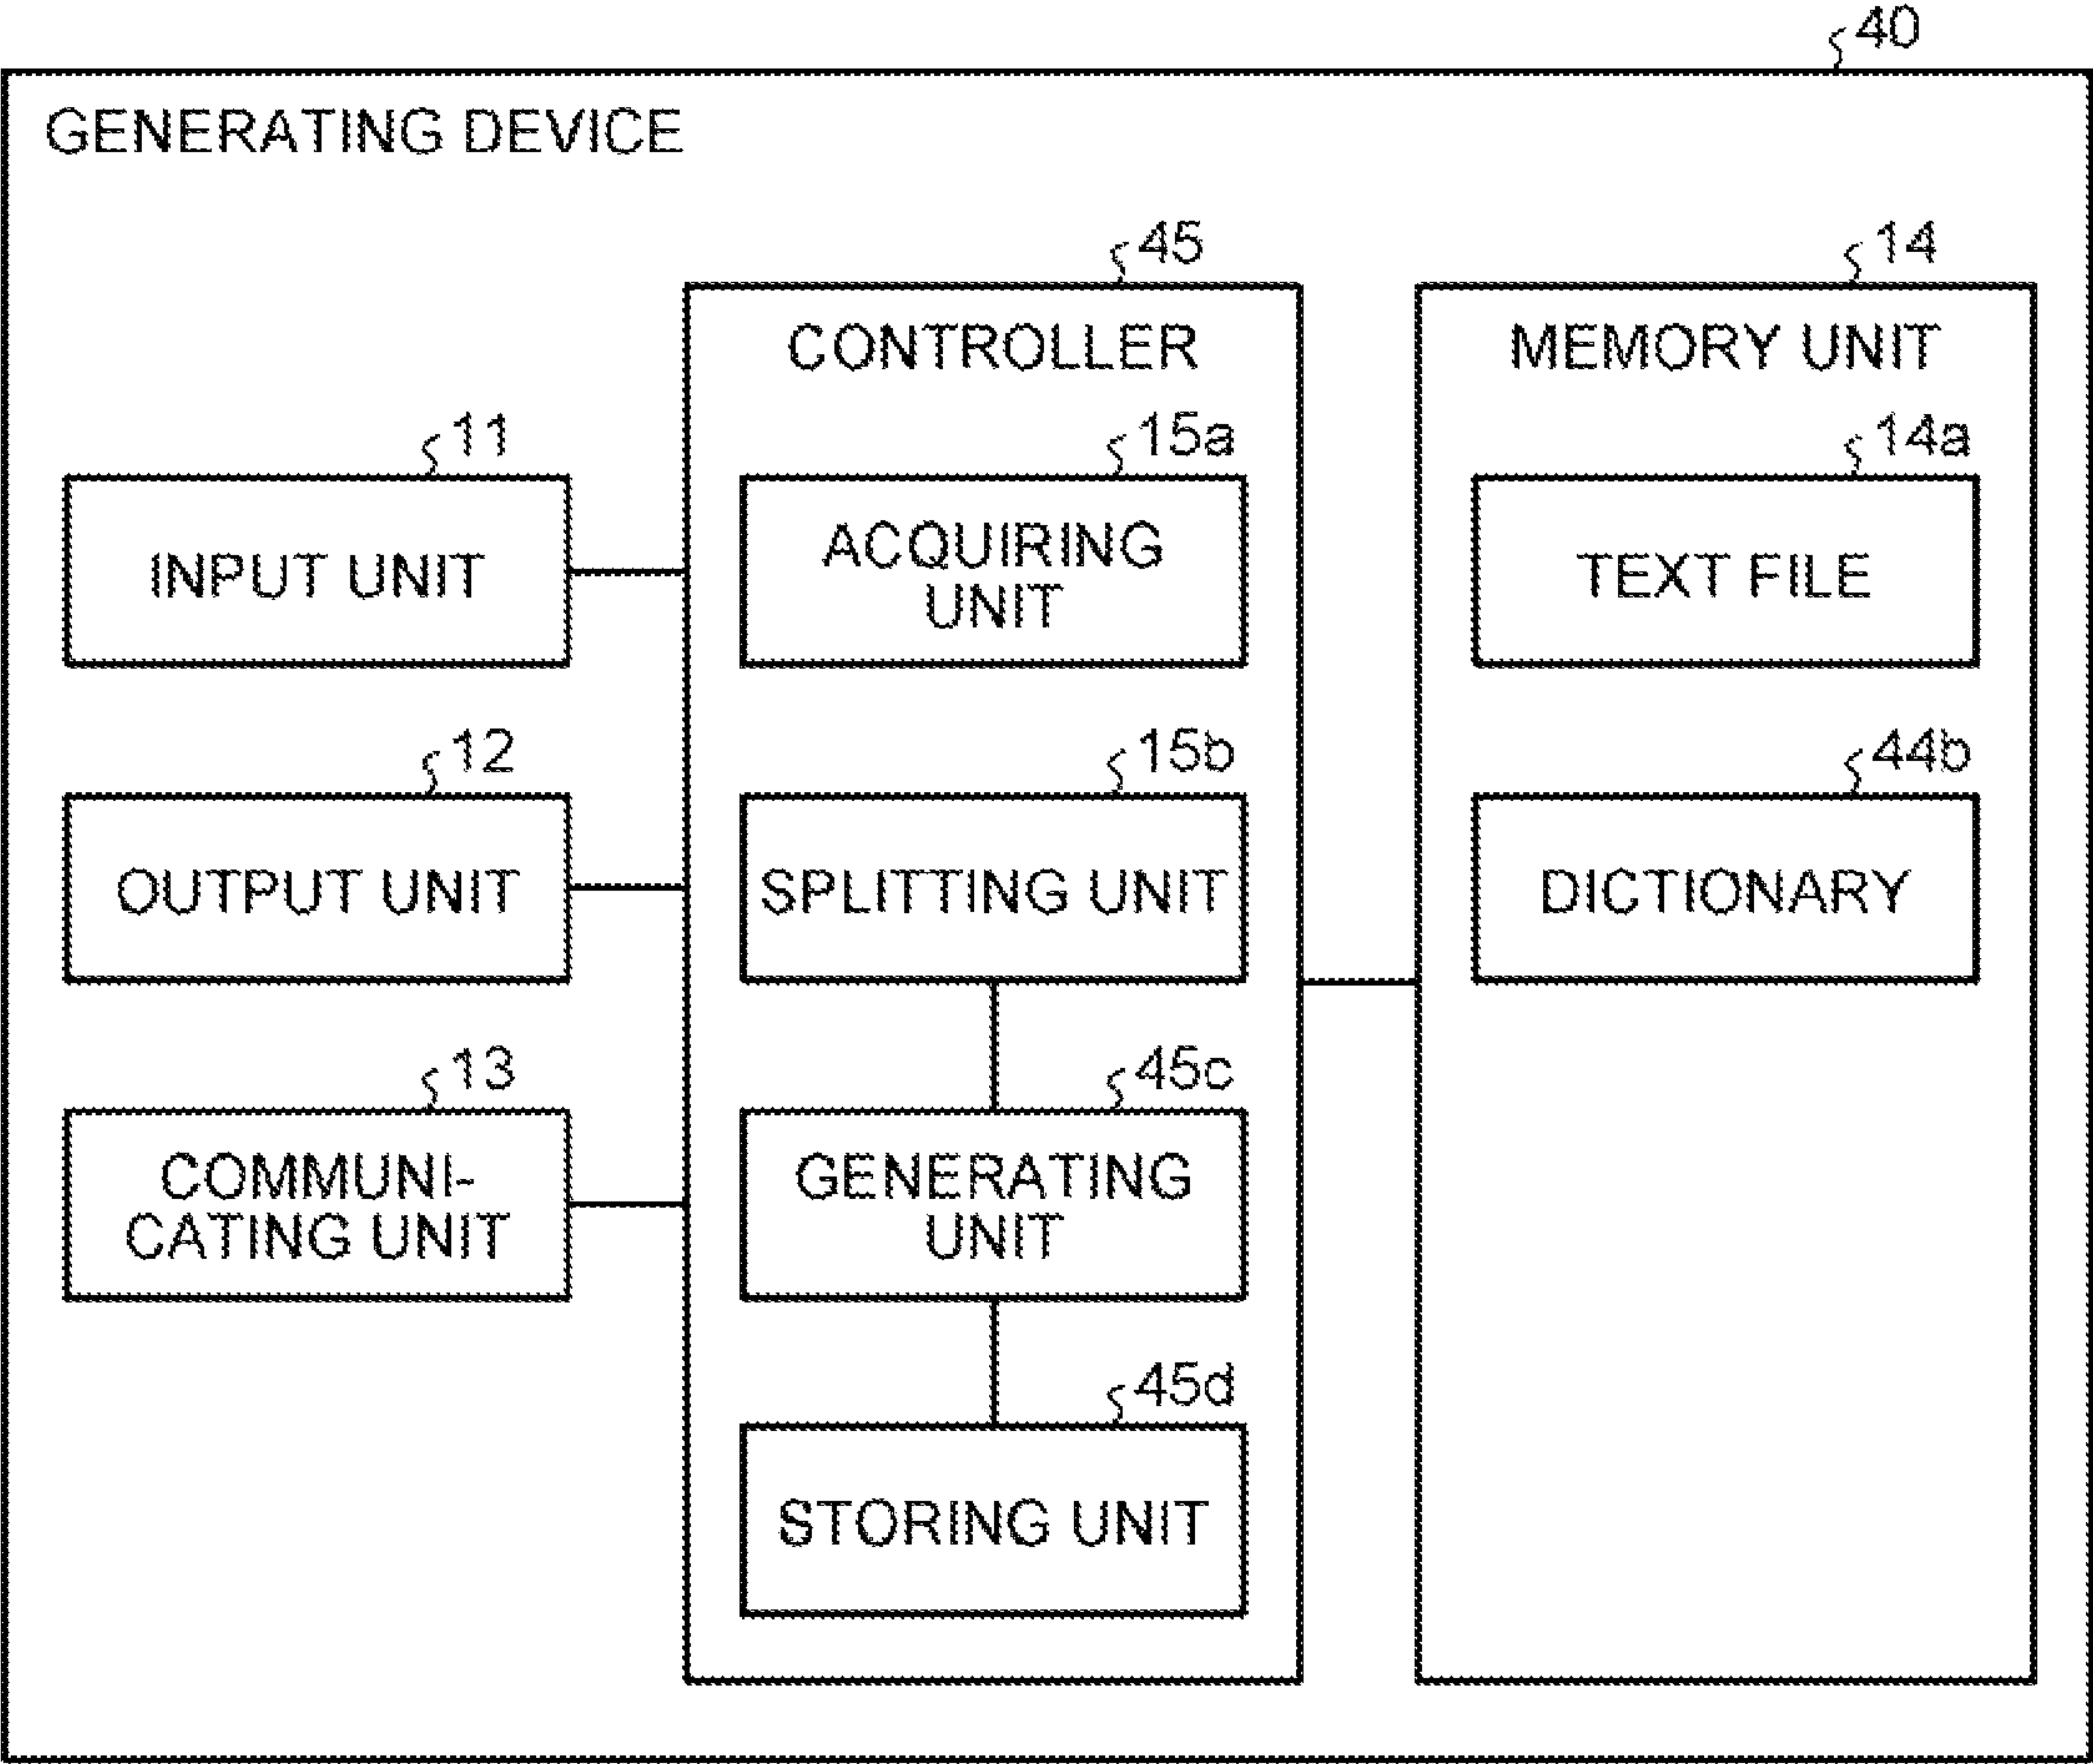 40
GENERATING DEVICE
11
INPUT UNIT
12
OUTPUT UNIT
13
COMMUNI-
CATING UNIT
45
CONTROLLER
15a
ACQUIRING
UNIT
15b
SPLITTING UNIT
45c
GENERATING
UNIT
45d
STORING UNIT
14
MEMORY UNIT
14a
TEXT FILE
44b
DICTIONARY